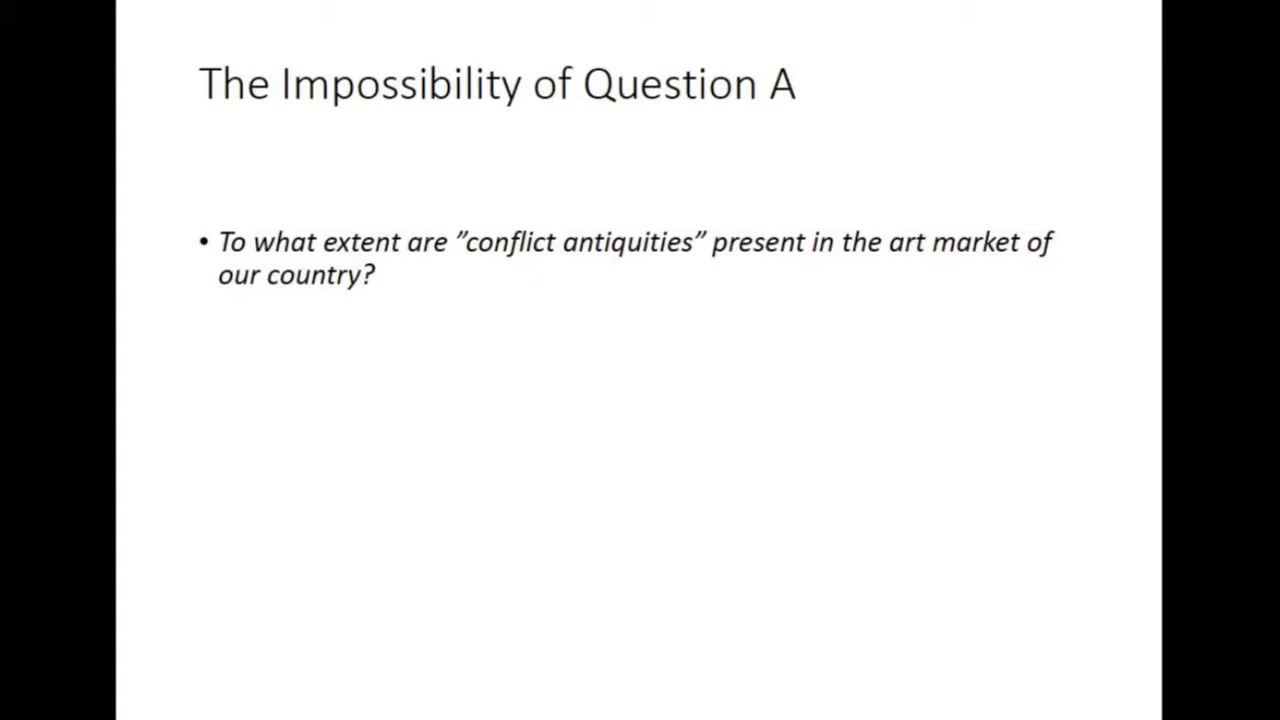 The Impossibility of Question A
• To what extent are ”conflict antiquities” present in the art market of
our country?